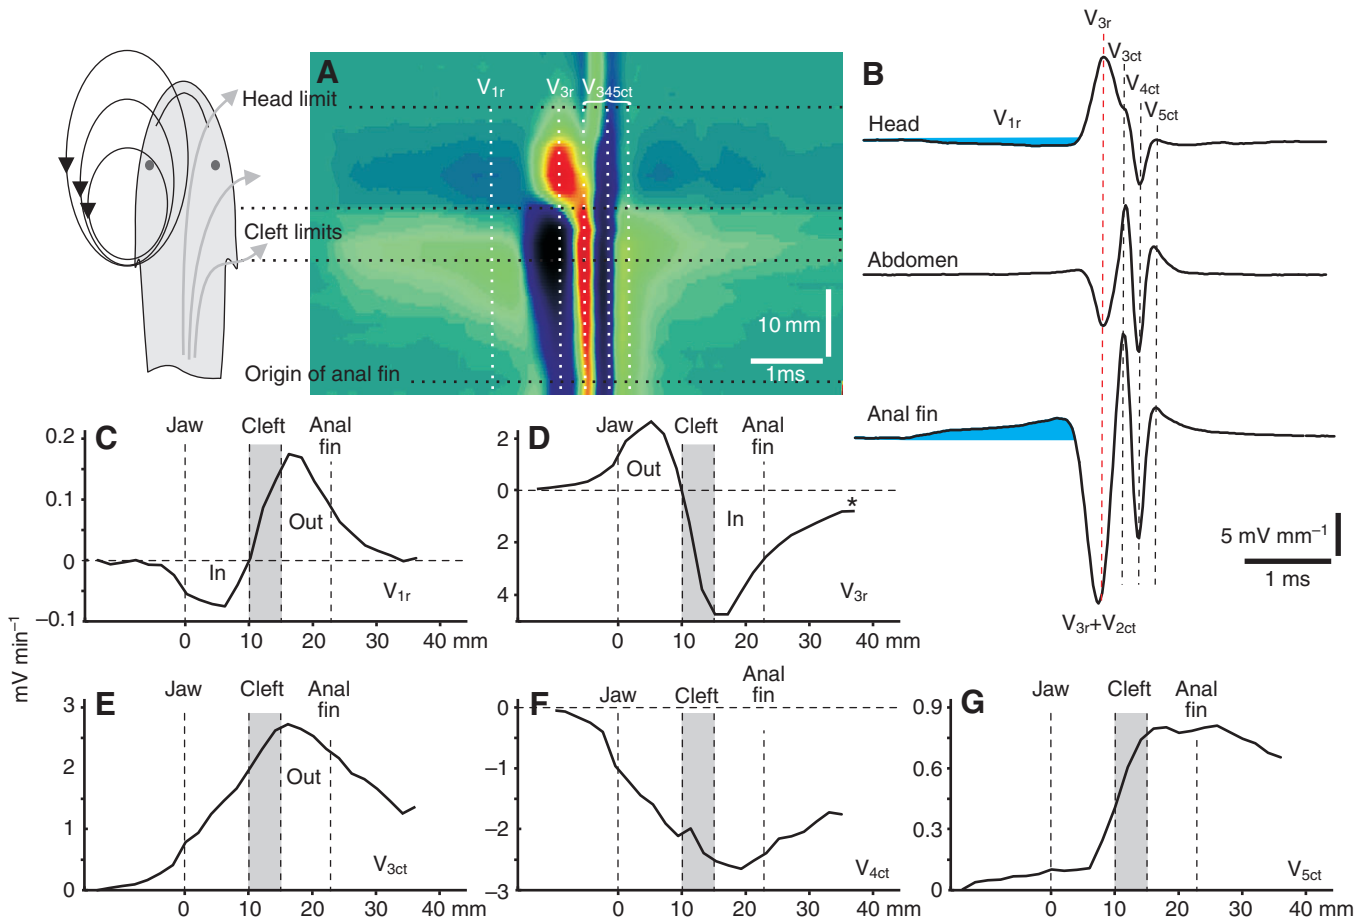 Head limit
Cleft limits
Origin of anal fin
A
V1r
V3r
V345ct
10 mm
1ms
B
V3r
V3ct
V4ct
V5ct
Head
V1r
Abdomen
Anal fin
5 mV mm–1
1 ms
V3r+V2ct
C
Jaw
Cleft
Anal
fin
0.2
0.1
0
–0.1
In
Out
V1r
0 10 20 30 40 mm
D
Jaw
Cleft
Anal
fin
2
0
2
4
Out
In
*
V3r
0 10 20 30 40 mm
mV min–1
E
Jaw
Cleft
Anal
fin
3
2
1
0
Out
V3ct
0 10 20 30 40 mm
F
Jaw
Cleft
Anal
fin
0
–1
–2
–3
V4ct
0 10 20 30 40 mm
G
Jaw
Cleft
Anal
fin
0.9
0.6
0.3
0
V5ct
0 10 20 30 40 mm